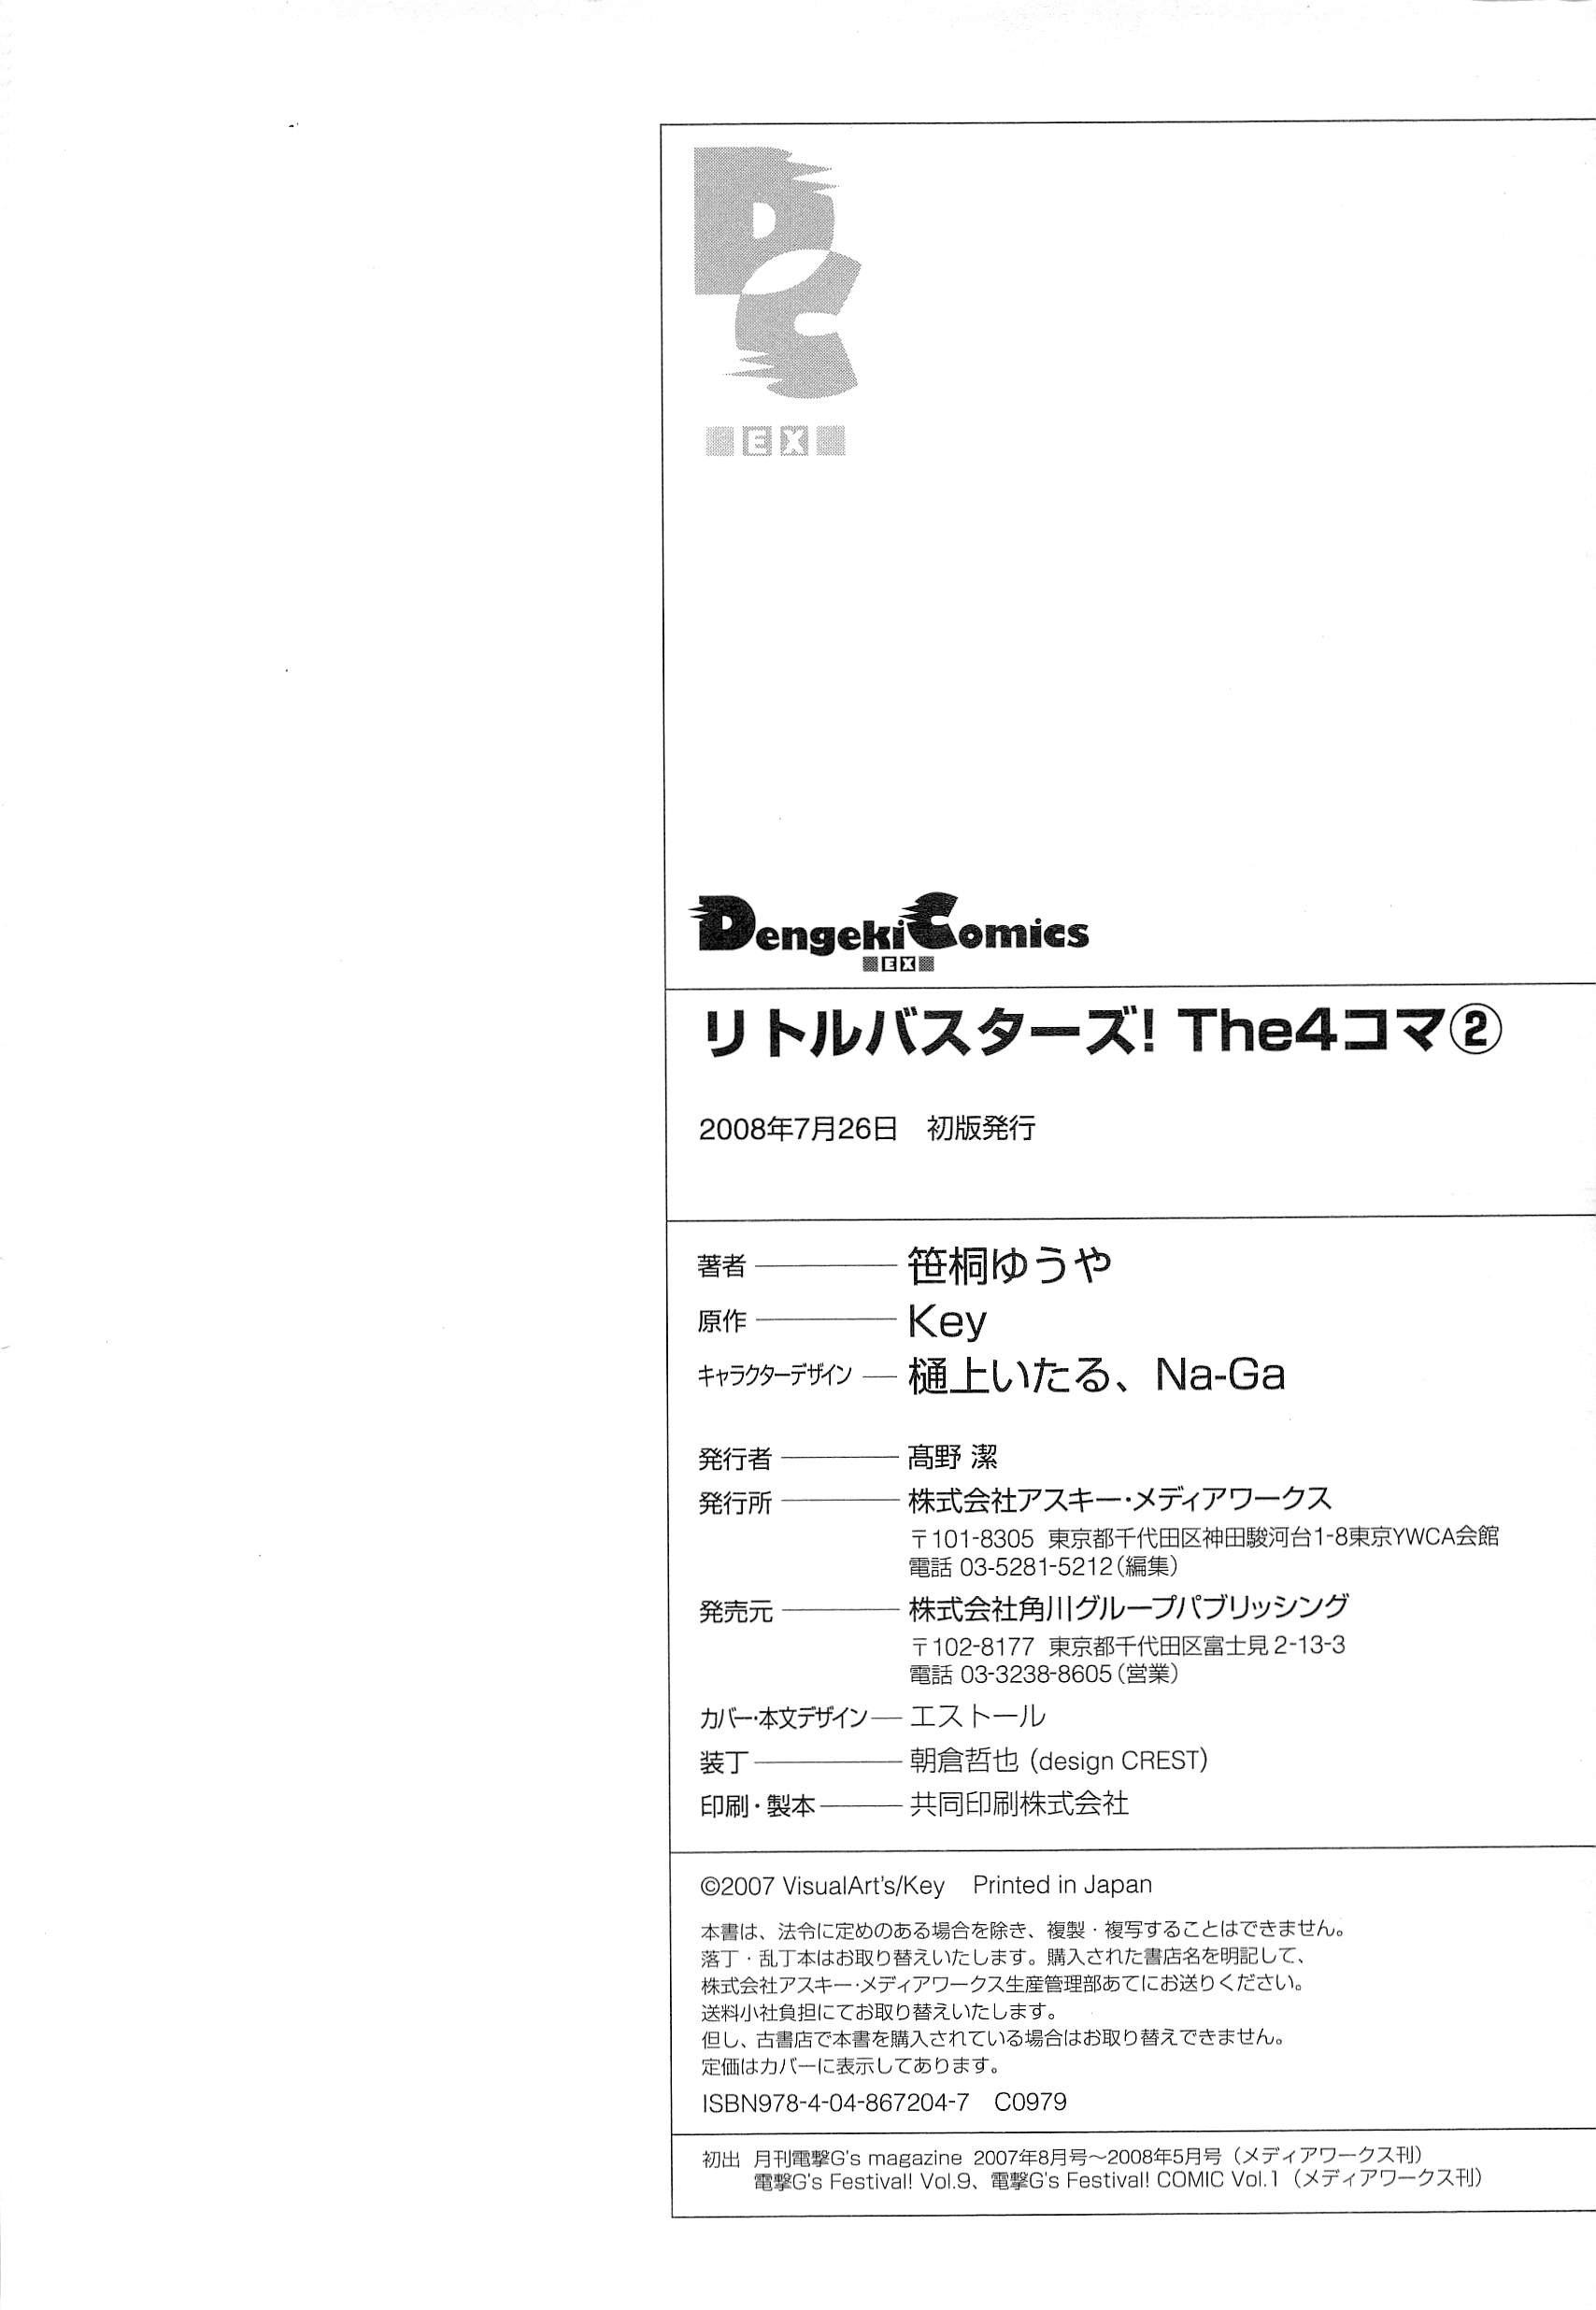 DC
EX
Dengeki Comics
EX
リトルバスターズ! The4コマ②
2008年7月26日　初版発行
著者 笹桐ゆうや
原作 Key
キャラクターデザイン 樋上いたる、Na-Ga
発行者 髙野 潔
発行所 株式会社アスキー・メディアワークス
〒101-8305 東京都千代田区神田駿河台1-8東京YWCA会館
電話 03-5281-5212(編集)
発売元 株式会社角川グループパブリッシング
〒102-8177 東京都千代田区富士見2-13-3
電話 03-3238-8605(営業)
カバー・本文デザイン エストール
装丁 朝倉哲也 (design CREST)
印刷・製本 共同印刷株式会社
©2007 VisualArt's/Key　Printed in Japan
本書は、法令に定めのある場合を除き、複製・複写することはできません。
落丁・乱丁本はお取り替えいたします。購入された書店名を明記して、
株式会社アスキー・メディアワークス生産管理部あてにお送りください。
送料小社負担にてお取り替えいたします。
但し、古書店で本書を購入されている場合はお取り替えできません。
定価はカバーに表示してあります。
ISBN978-4-04-867204-7　C0979
初出 月刊電撃G's magazine 2007年8月号～2008年5月号（メディアワークス刊）
電撃G's Festival! Vol.9、電撃G's Festival! COMIC Vol.1（メディアワークス刊）